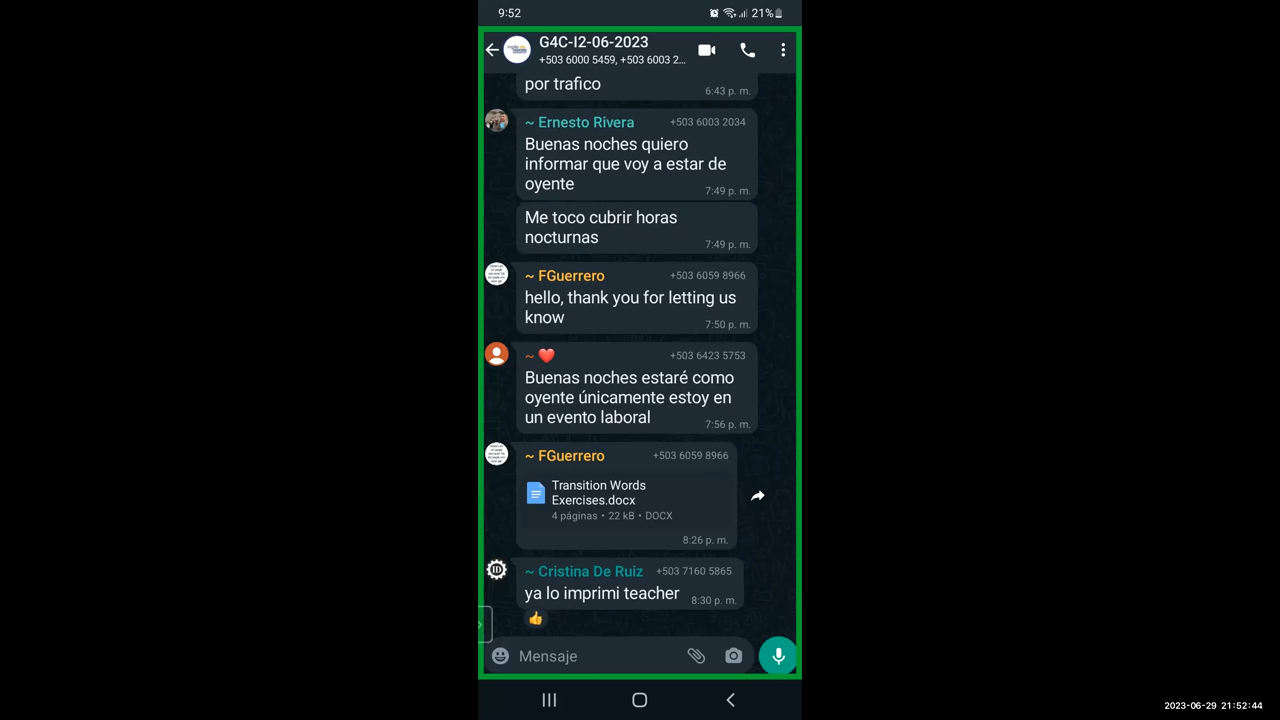 9:52
21%
G4C-I2-06-2023
+503 6000 5459, +503 6003 2...
por trafico
6:43 p. m.
~ Ernesto Rivera +503 6003 2034
Buenas noches quiero
informar que voy a estar de
oyente
7:49 p. m.
Me toco cubrir horas
nocturnas
7:49 p. m.
~ FGuerrero +503 6059 8966
hello, thank you for letting us
know
7:50 p. m.
~ ❤️ +503 6423 5753
Buenas noches estaré como
oyente únicamente estoy en
un evento laboral
7:56 p. m.
~ FGuerrero +503 6059 8966
Transition Words
Exercises.docx
4 páginas • 22 kB • DOCX
8:26 p. m.
ID
~ Cristina De Ruiz +503 7160 5865
ya lo imprimi teacher
8:30 p. m.
👍
Mensaje
2023-06-29 21:52:44